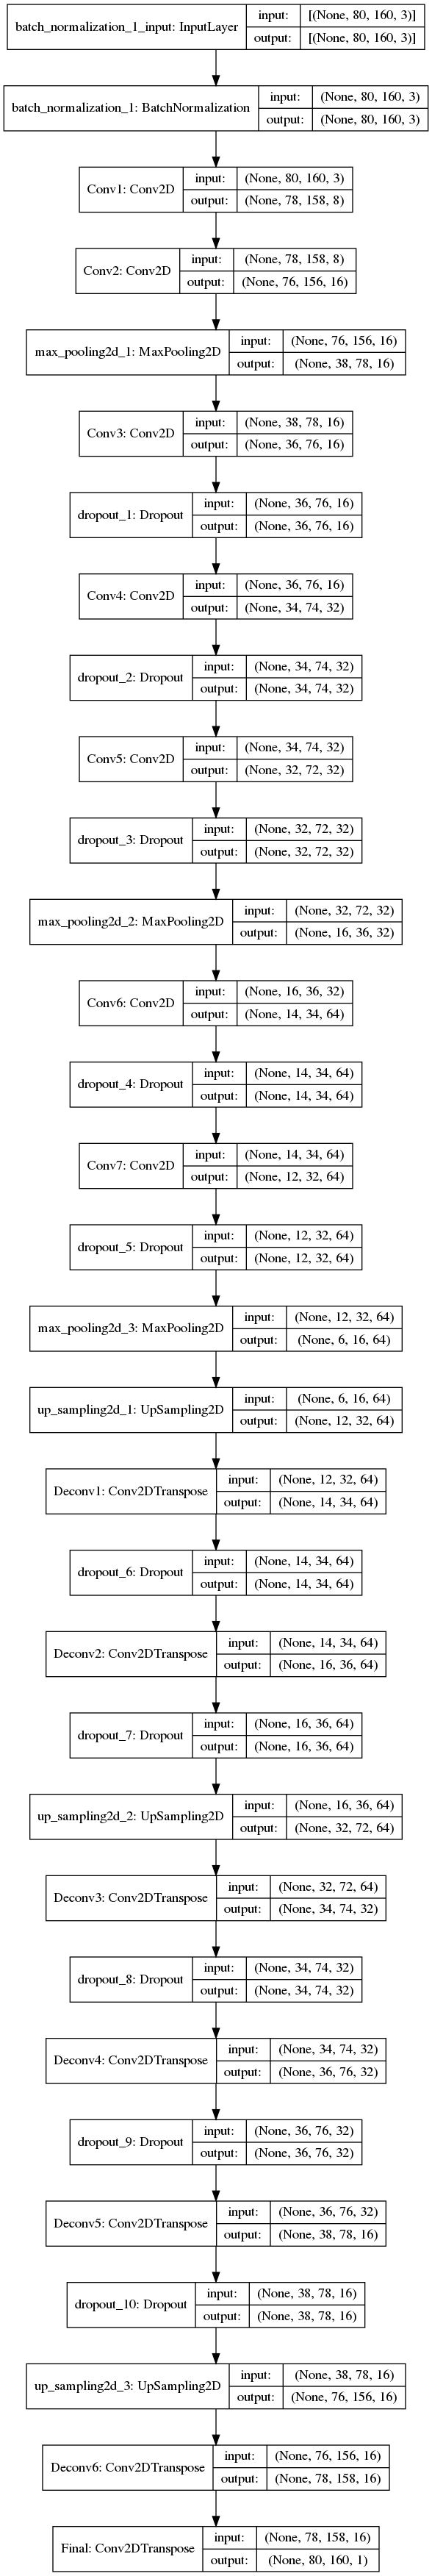 batch_normalization_1_input: InputLayer
input: [(None, 80, 160, 3)]
output: [(None, 80, 160, 3)]
batch_normalization_1: BatchNormalization
input: (None, 80, 160, 3)
output: (None, 80, 160, 3)
Conv1: Conv2D
input: (None, 80, 160, 3)
output: (None, 78, 158, 8)
Conv2: Conv2D
input: (None, 78, 158, 8)
output: (None, 76, 156, 16)
max_pooling2d_1: MaxPooling2D
input: (None, 76, 156, 16)
output: (None, 38, 78, 16)
Conv3: Conv2D
input: (None, 38, 78, 16)
output: (None, 36, 76, 16)
dropout_1: Dropout
input: (None, 36, 76, 16)
output: (None, 36, 76, 16)
Conv4: Conv2D
input: (None, 36, 76, 16)
output: (None, 34, 74, 32)
dropout_2: Dropout
input: (None, 34, 74, 32)
output: (None, 34, 74, 32)
Conv5: Conv2D
input: (None, 34, 74, 32)
output: (None, 32, 72, 32)
dropout_3: Dropout
input: (None, 32, 72, 32)
output: (None, 32, 72, 32)
max_pooling2d_2: MaxPooling2D
input: (None, 32, 72, 32)
output: (None, 16, 36, 32)
Conv6: Conv2D
input: (None, 16, 36, 32)
output: (None, 14, 34, 64)
dropout_4: Dropout
input: (None, 14, 34, 64)
output: (None, 14, 34, 64)
Conv7: Conv2D
input: (None, 14, 34, 64)
output: (None, 12, 32, 64)
dropout_5: Dropout
input: (None, 12, 32, 64)
output: (None, 12, 32, 64)
max_pooling2d_3: MaxPooling2D
input: (None, 12, 32, 64)
output: (None, 6, 16, 64)
up_sampling2d_1: UpSampling2D
input: (None, 6, 16, 64)
output: (None, 12, 32, 64)
Deconv1: Conv2DTranspose
input: (None, 12, 32, 64)
output: (None, 14, 34, 64)
dropout_6: Dropout
input: (None, 14, 34, 64)
output: (None, 14, 34, 64)
Deconv2: Conv2DTranspose
input: (None, 14, 34, 64)
output: (None, 16, 36, 64)
dropout_7: Dropout
input: (None, 16, 36, 64)
output: (None, 16, 36, 64)
up_sampling2d_2: UpSampling2D
input: (None, 16, 36, 64)
output: (None, 32, 72, 64)
Deconv3: Conv2DTranspose
input: (None, 32, 72, 64)
output: (None, 34, 74, 32)
dropout_8: Dropout
input: (None, 34, 74, 32)
output: (None, 34, 74, 32)
Deconv4: Conv2DTranspose
input: (None, 34, 74, 32)
output: (None, 36, 76, 32)
dropout_9: Dropout
input: (None, 36, 76, 32)
output: (None, 36, 76, 32)
Deconv5: Conv2DTranspose
input: (None, 36, 76, 32)
output: (None, 38, 78, 16)
dropout_10: Dropout
input: (None, 38, 78, 16)
output: (None, 38, 78, 16)
up_sampling2d_3: UpSampling2D
input: (None, 38, 78, 16)
output: (None, 76, 156, 16)
Deconv6: Conv2DTranspose
input: (None, 76, 156, 16)
output: (None, 78, 158, 16)
Final: Conv2DTranspose
input: (None, 78, 158, 16)
output: (None, 80, 160, 1)